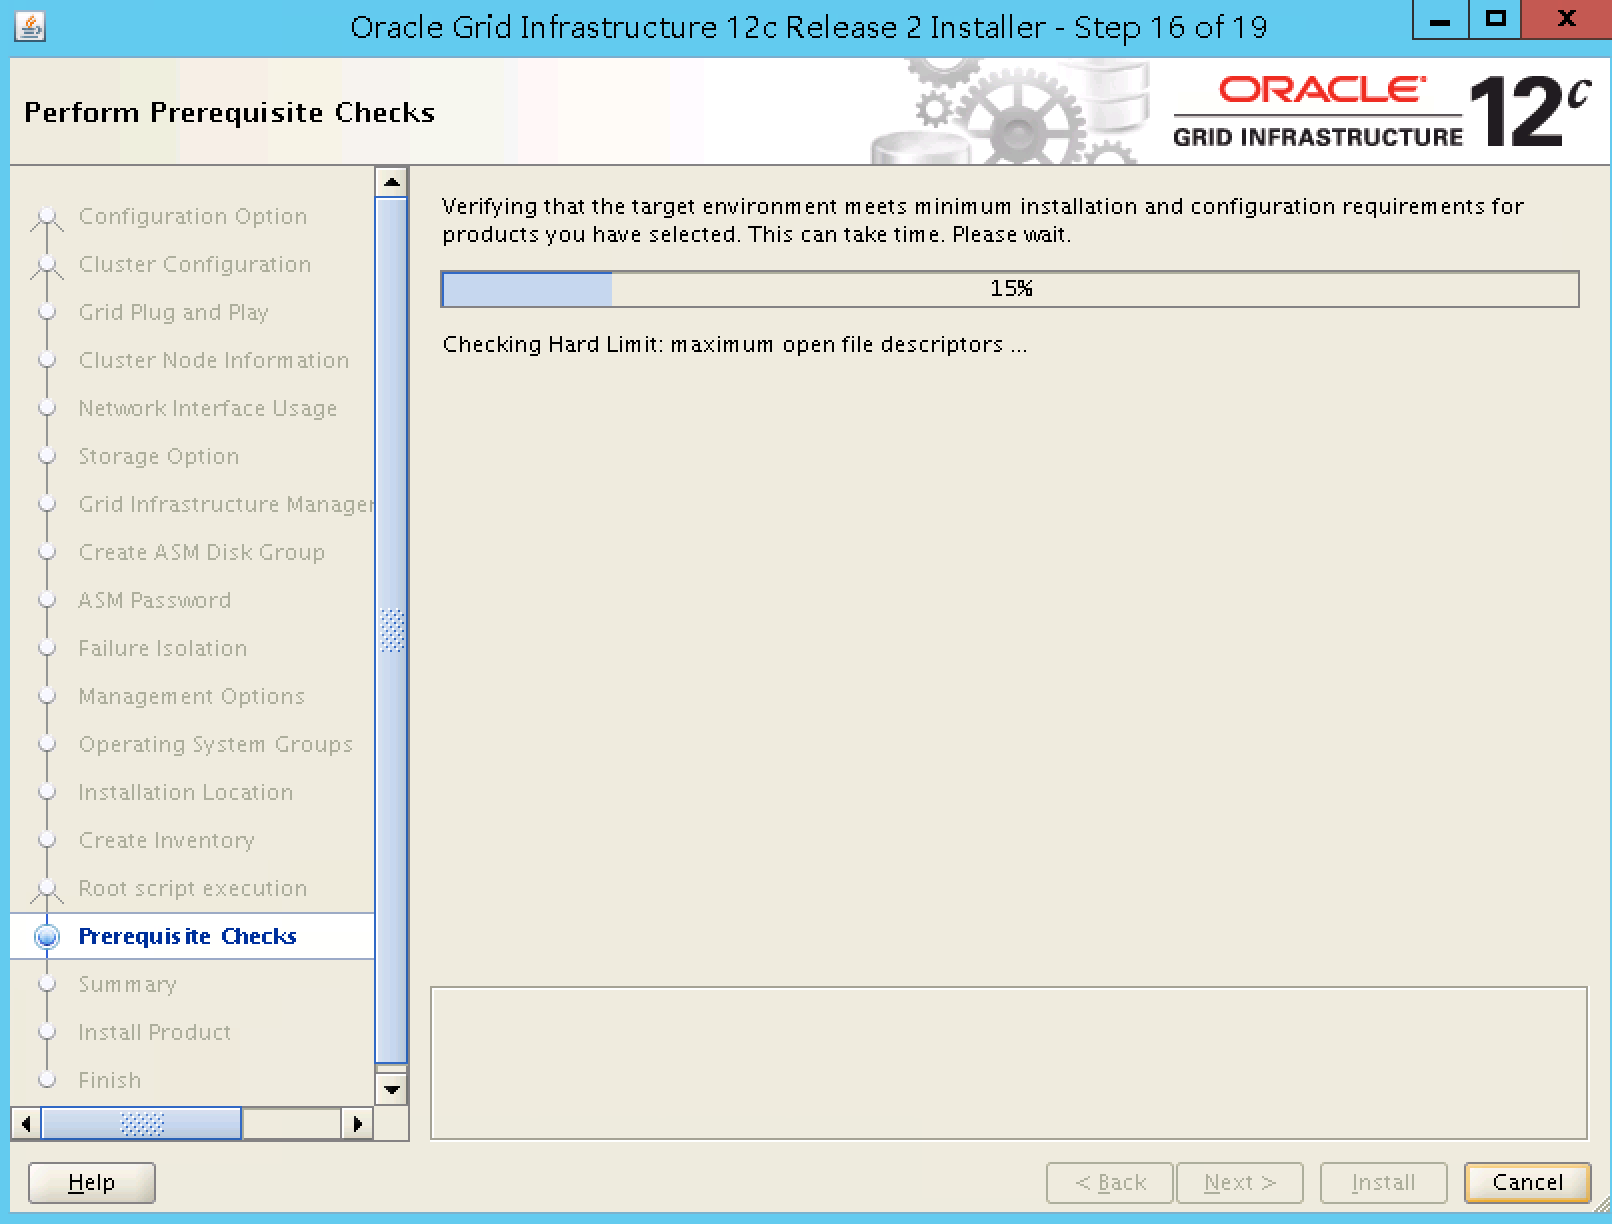 Oracle Grid Infrastructure 12c Release 2 Installer - Step 16 of 19
Perform Prerequisite Checks
ORACLE
GRID INFRASTRUCTURE
12c
Configuration Option
Cluster Configuration
Grid Plug and Play
Cluster Node Information
Network Interface Usage
Storage Option
Grid Infrastructure Manager
Create ASM Disk Group
ASM Password
Failure Isolation
Management Options
Operating System Groups
Installation Location
Create Inventory
Root script execution
Prerequisite Checks
Summary
Install Product
Finish
Verifying that the target environment meets minimum installation and configuration requirements for
products you have selected. This can take time. Please wait.
15%
Checking Hard Limit: maximum open file descriptors ...
Help
< Back
Next >
Install
Cancel